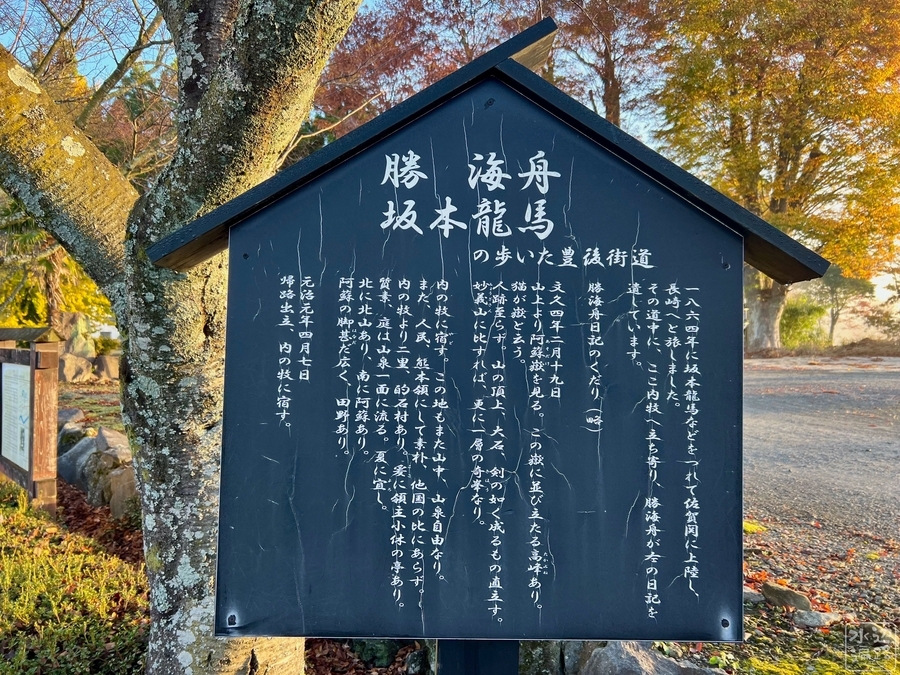 勝海舟
坂本龍馬
の歩いた豊後街道
一八六四年に坂本龍馬などをつれて佐賀関に上陸し、
長崎へと旅しました。
その道中に、ここ内牧へ立ち寄り、勝海舟が左の日記を
遺しています。
勝海舟日記のくだり(略)
文久四年二月十九日
山上より阿蘇嶽を見る。この嶽に並び立たる高峰あり。
猫が嶽と云う。
人跡至らず。山の頂上、大石、剣の如く成るもの直立す。
妙義山に比すれば、更に一層の奇峯なり。
内の牧に宿す。この地もまた山中、山泉自由なり。
また、人民、熊本領にして素朴、他国の比にあらず。
内の牧より二里、的石村あり。爰に領主小休の亭あり。
質素、庭は山泉一面に流る。夏に宜し。
北に北山あり、南に阿蘇あり。
阿蘇の脚甚だ広く、田野あり。
元治元年四月七日
帰路出立、内の牧に宿す。